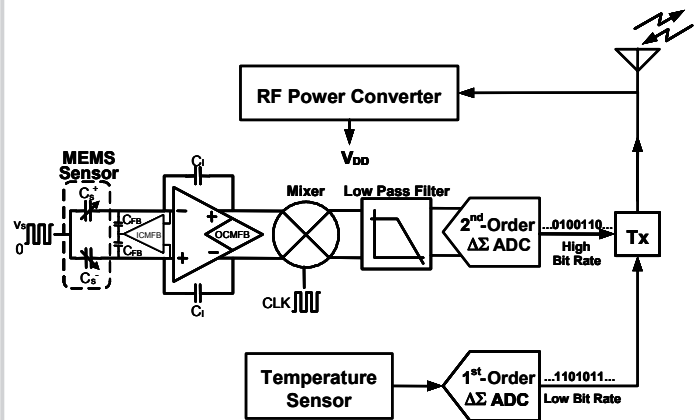 RF Power Converter
VDD
MEMS
Sensor
Cs+
Vs
0
CFB
ICMFB
CFB
Cs-
CI
OCMFB
CI
Mixer
CLK
Low Pass Filter
2nd-Order
ΔΣ ADC
...0100110...
High
Bit Rate
Tx
Temperature
Sensor
1st-Order
ΔΣ ADC
...1101011...
Low Bit Rate